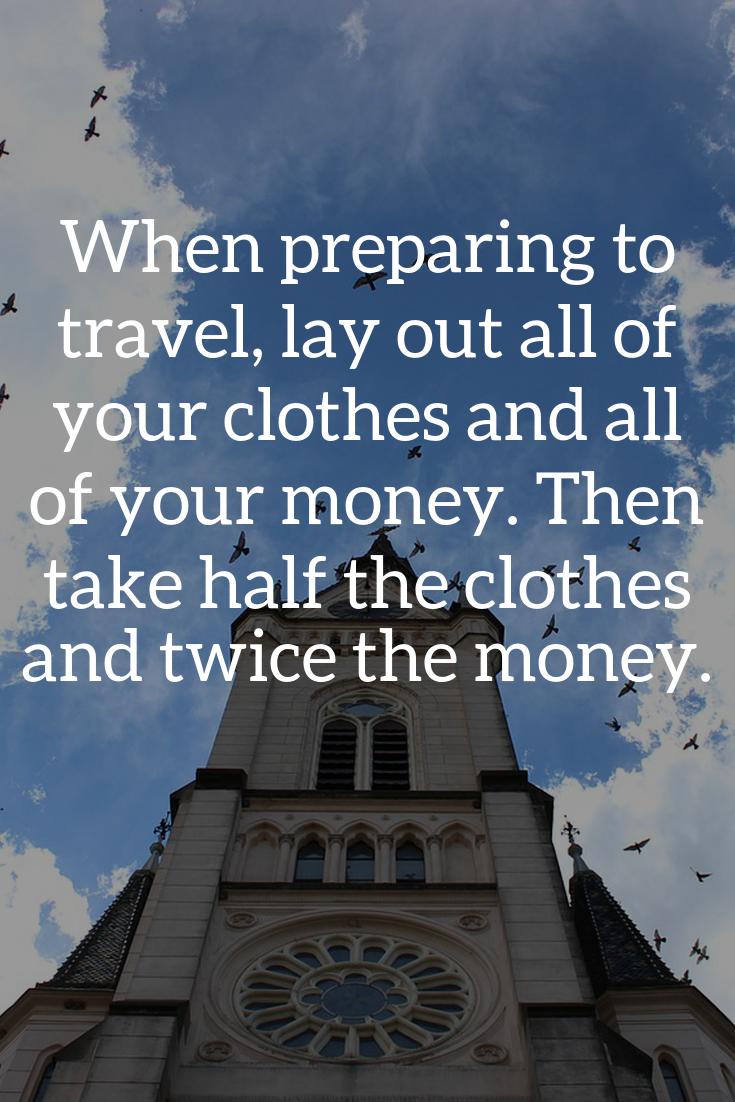 When preparing to
travel, lay out all of
your clothes and all
of your money. Then
take half the clothes
and twice the money.